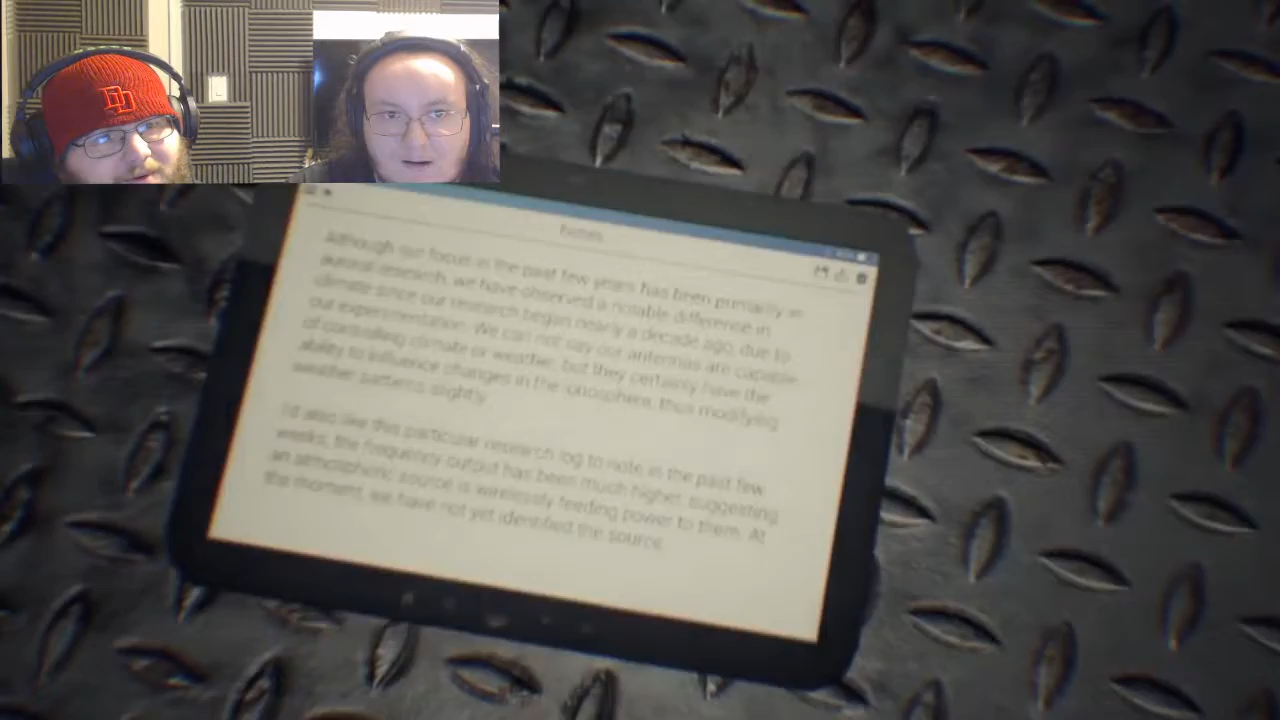 DD
Although our focus in the past few years has been primarily in
auroral research, we have observed a notable difference in
climate since our research began nearly a decade ago, due to
our experimentation. We can not say our antennas are capable
of controlling climate or weather, but they certainly have the
ability to influence changes in the ionosphere, thus modifying
weather patterns slightly.
I'd also like this particular research log to note in the past few
weeks, the frequency output has been much higher, suggesting
an atmospheric source is wirelessly feeding power to them. At
the moment, we have not yet identified the source.